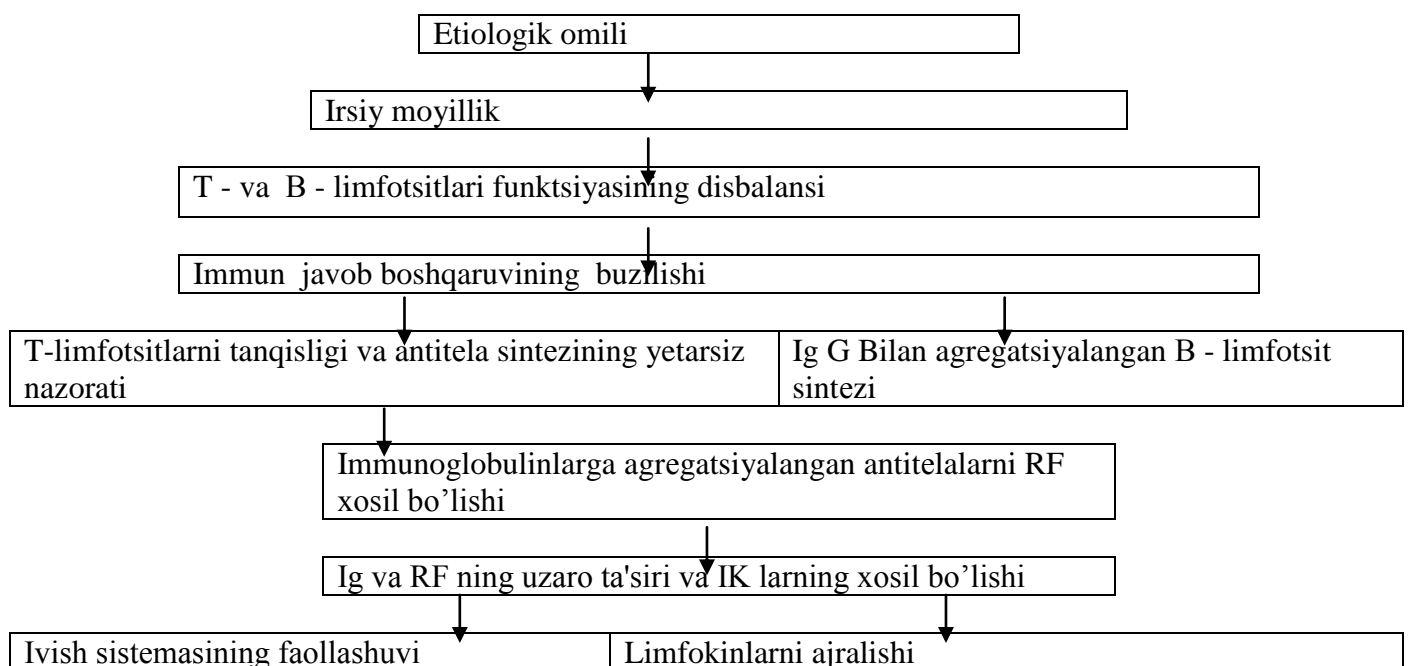 Etiologik omili
Irsiy moyillik
T - va B - limfotsitlari funktsiyasining disbalansi
Immun javob boshqaruvining buzilishi
T-limfotsitlarni tanqisligi va antitela sintezining yetarsiz
nazorati
Ig G Bilan agregatsiyalangan B - limfotsit
sintezi
Immunoglobulinlarga agregatsiyalangan antitelalarni RF
xosil bo’lishi
Ig va RF ning uzaro ta'siri va IK larning xosil bo’lishi
Ivish sistemasining faollashuvi
Limfokinlarni ajralishi